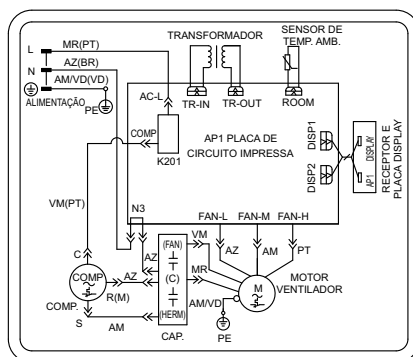 TRANSFORMADOR
SENSOR DE
TEMP. AMB.
L
MR(PT)
N
AZ(BR)
AM/VD(VD)
ALIMENTAÇÃO
PE
AC-L
TR-IN
TR-OUT
ROOM
COMP
K201
AP1 PLACA DE
CIRCUITO IMPRESSA
DISP1
DISP2
AP1
DISPLAY
RECEPTOR E
PLACA DISPLAY
VM(PT)
N3
FAN-L
FAN-M
FAN-H
VM
AZ
AM
PT
AZ
(FAN)
(C)
(HERM)
CAP.
MR
AM/VD
PE
M
MOTOR
VENTILADOR
C
COMP
COMP.
AZ
R(M)
S
AM